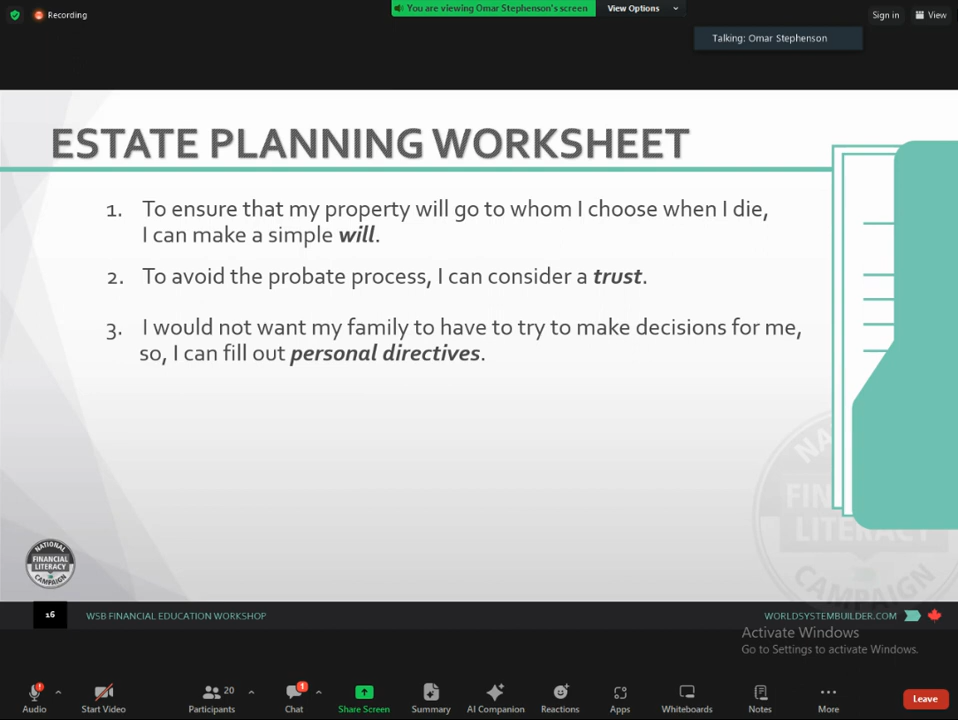 Recording
You are viewing Omar Stephenson's screen
View Options
Sign in
View
Talking: Omar Stephenson
ESTATE PLANNING WORKSHEET
1. To ensure that my property will go to whom I choose when I die,
I can make a simple will.
2. To avoid the probate process, I can consider a trust.
3. I would not want my family to have to try to make decisions for me,
so, I can fill out personal directives.
NATIONAL
FINANCIAL
LITERACY
CAMPAIGN
NA
FIN
LITERACY
CAMPAIGN
16
WSB FINANCIAL EDUCATION WORKSHOP
WORLDSYSTEMBUILDER.COM
Activate Windows
Go to Settings to activate Windows.
20
1
Audio
Start Video
Participants
Chat
Share Screen
Summary
AI Companion
Reactions
Apps
Whiteboards
Notes
More
Leave